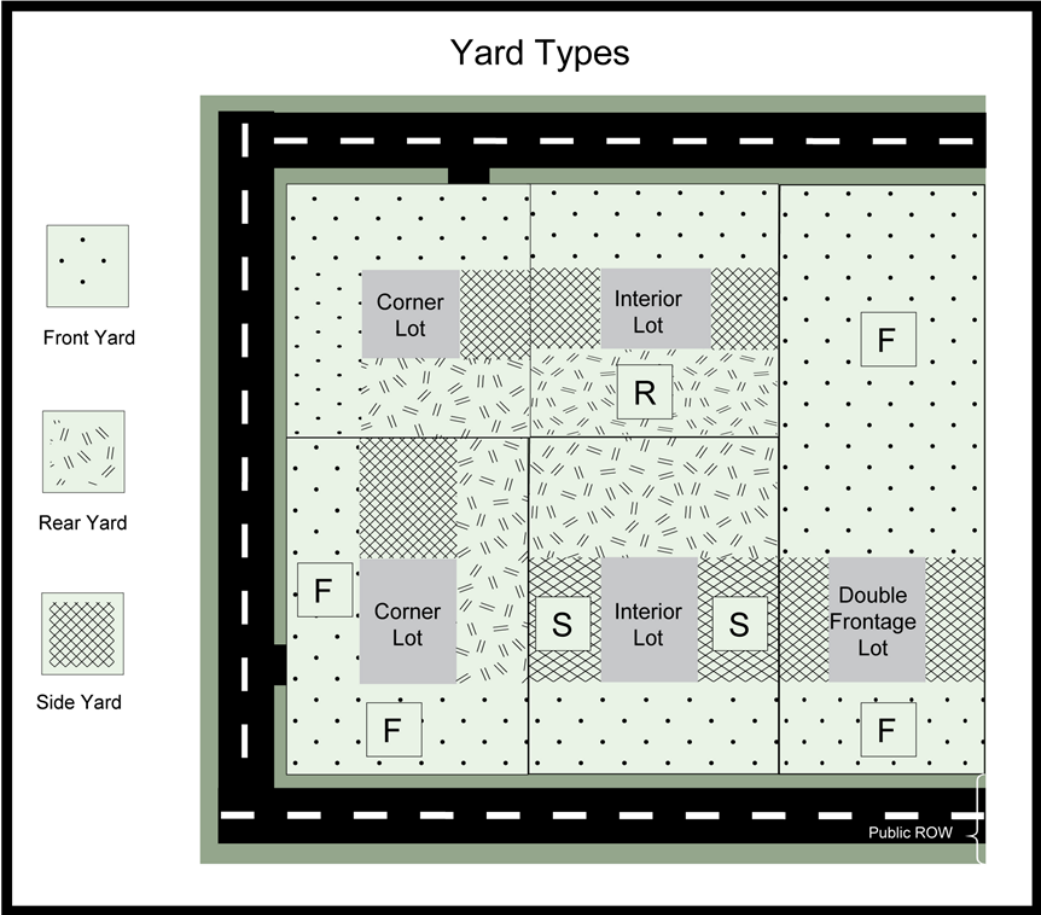 Yard Types
Front Yard
Rear Yard
Side Yard
Corner
Lot
Interior
Lot
F
R
F
Corner
Lot
S
Interior
Lot
S
Double
Frontage
Lot
F
F
Public ROW